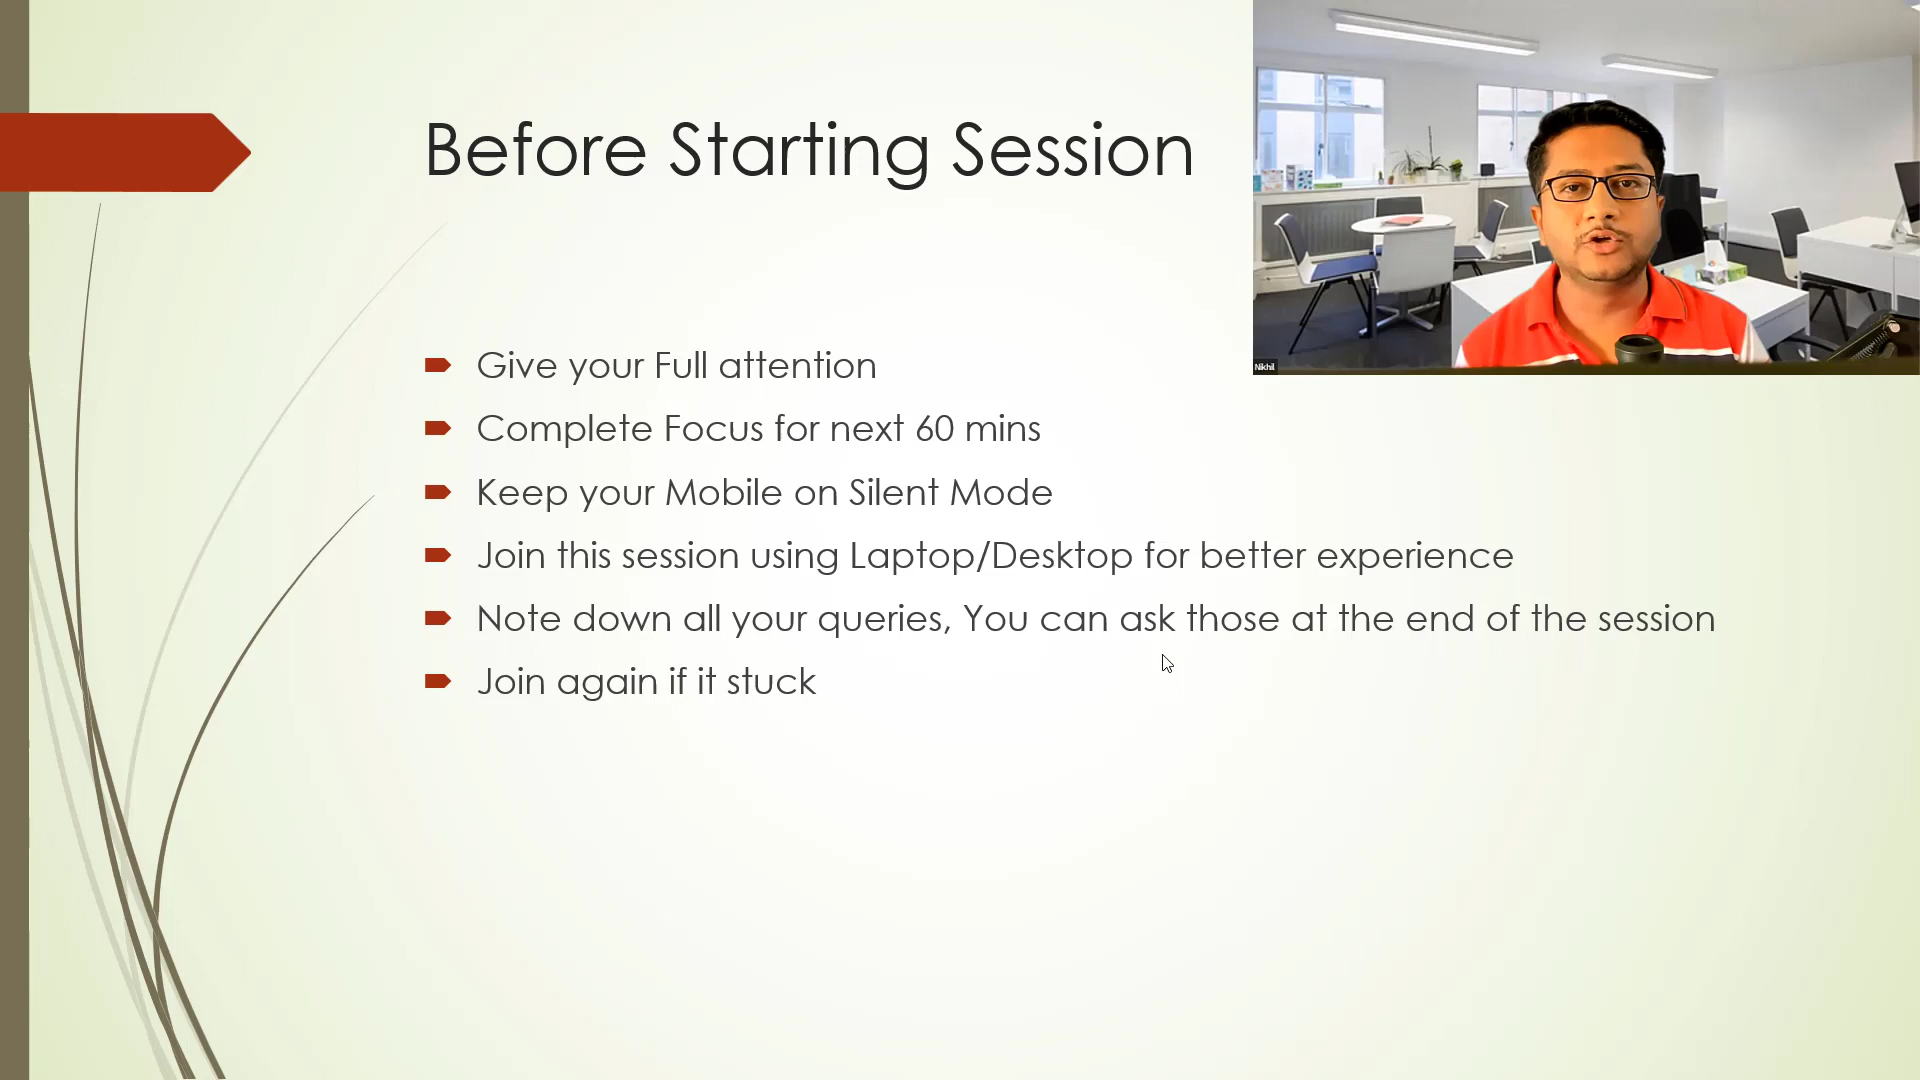 Before Starting Session
Give your Full attention
Complete Focus for next 60 mins
Keep your Mobile on Silent Mode
Join this session using Laptop/Desktop for better experience
Note down all your queries, You can ask those at the end of the session
Join again if it stuck
Nikhil